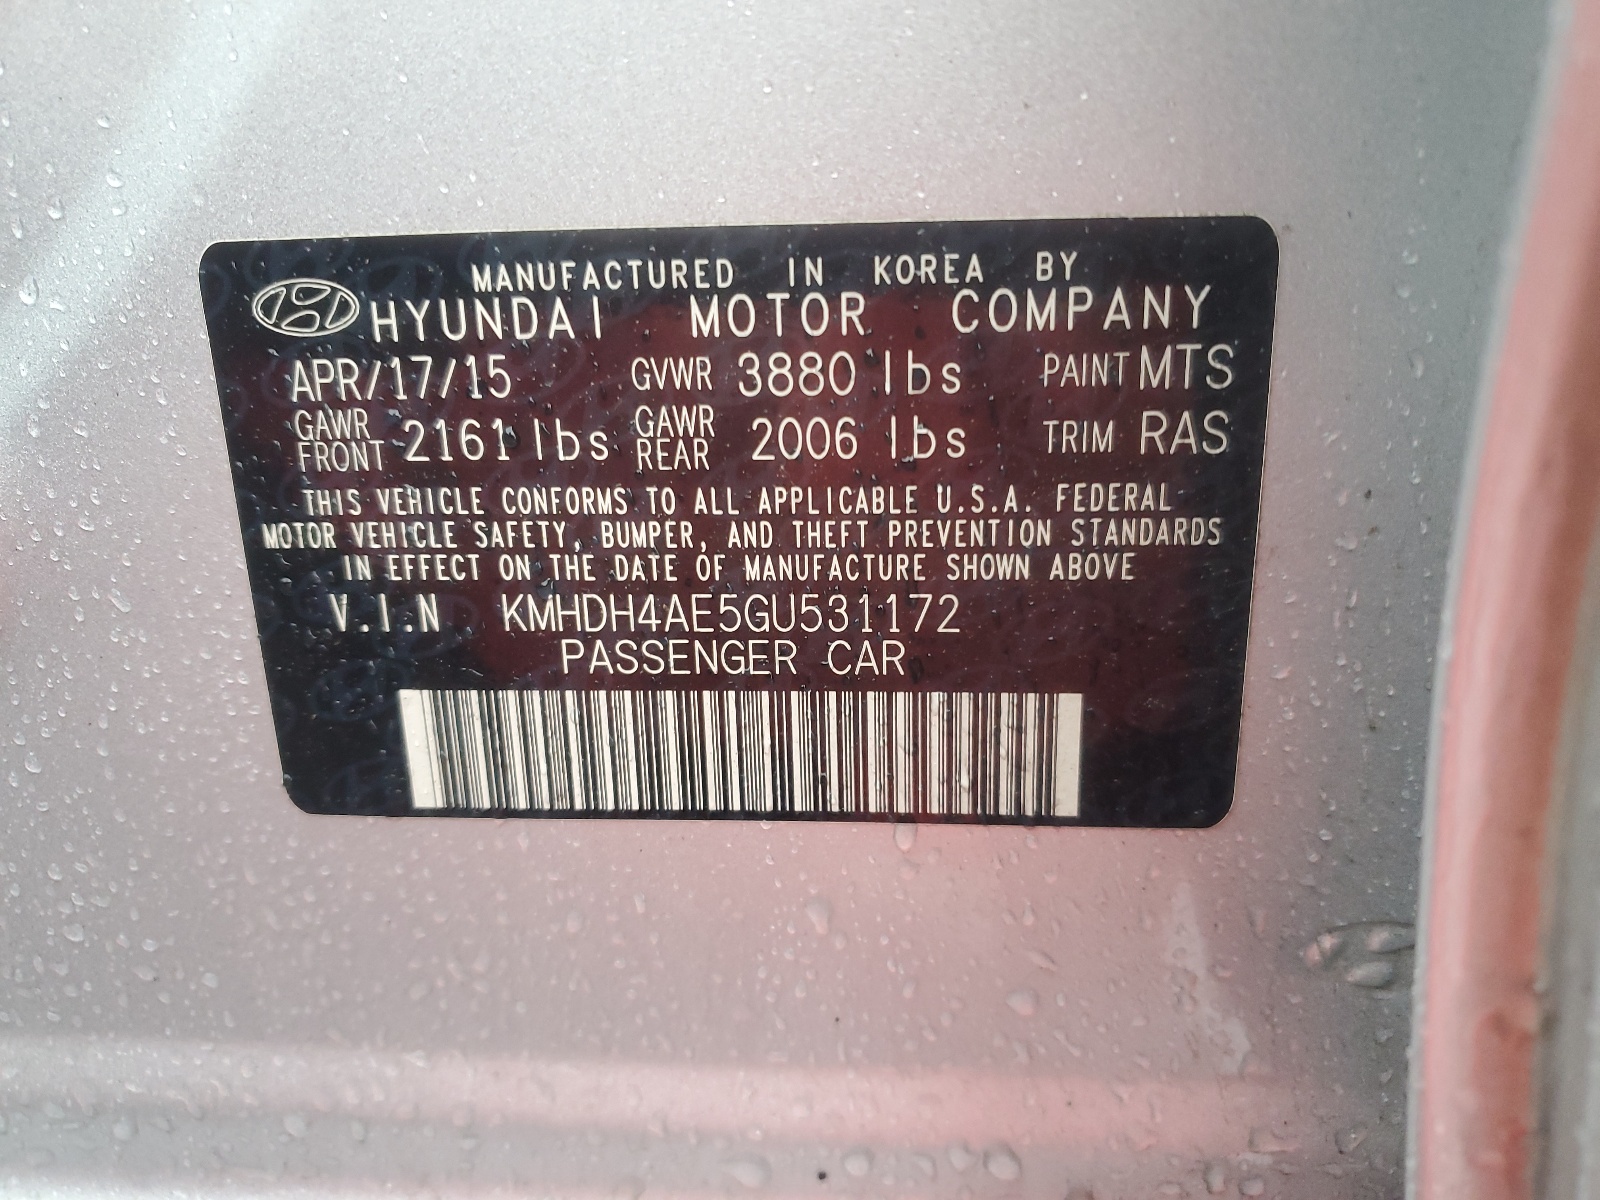 MANUFACTURED IN KOREA BY
HYUNDAI MOTOR COMPANY
APR/17/15 GVWR 3880 lbs PAINT MTS
GAWR FRONT 2161 lbs GAWR REAR 2006 lbs TRIM RAS
THIS VEHICLE CONFORMS TO ALL APPLICABLE U.S.A. FEDERAL
MOTOR VEHICLE SAFETY, BUMPER, AND THEFT PREVENTION STANDARDS
IN EFFECT ON THE DATE OF MANUFACTURE SHOWN ABOVE
V.I.N KMHDH4AE5GU531172
PASSENGER CAR